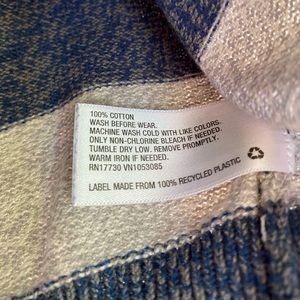 100% COTTON
WASH BEFORE WEAR.
MACHINE WASH COLD WITH LIKE COLORS.
ONLY NON-CHLORINE BLEACH IF NEEDED.
TUMBLE DRY LOW. REMOVE PROMPTLY.
WARM IRON IF NEEDED.
RN17730 VN1053085
LABEL MADE FROM 100% RECYCLED PLASTIC